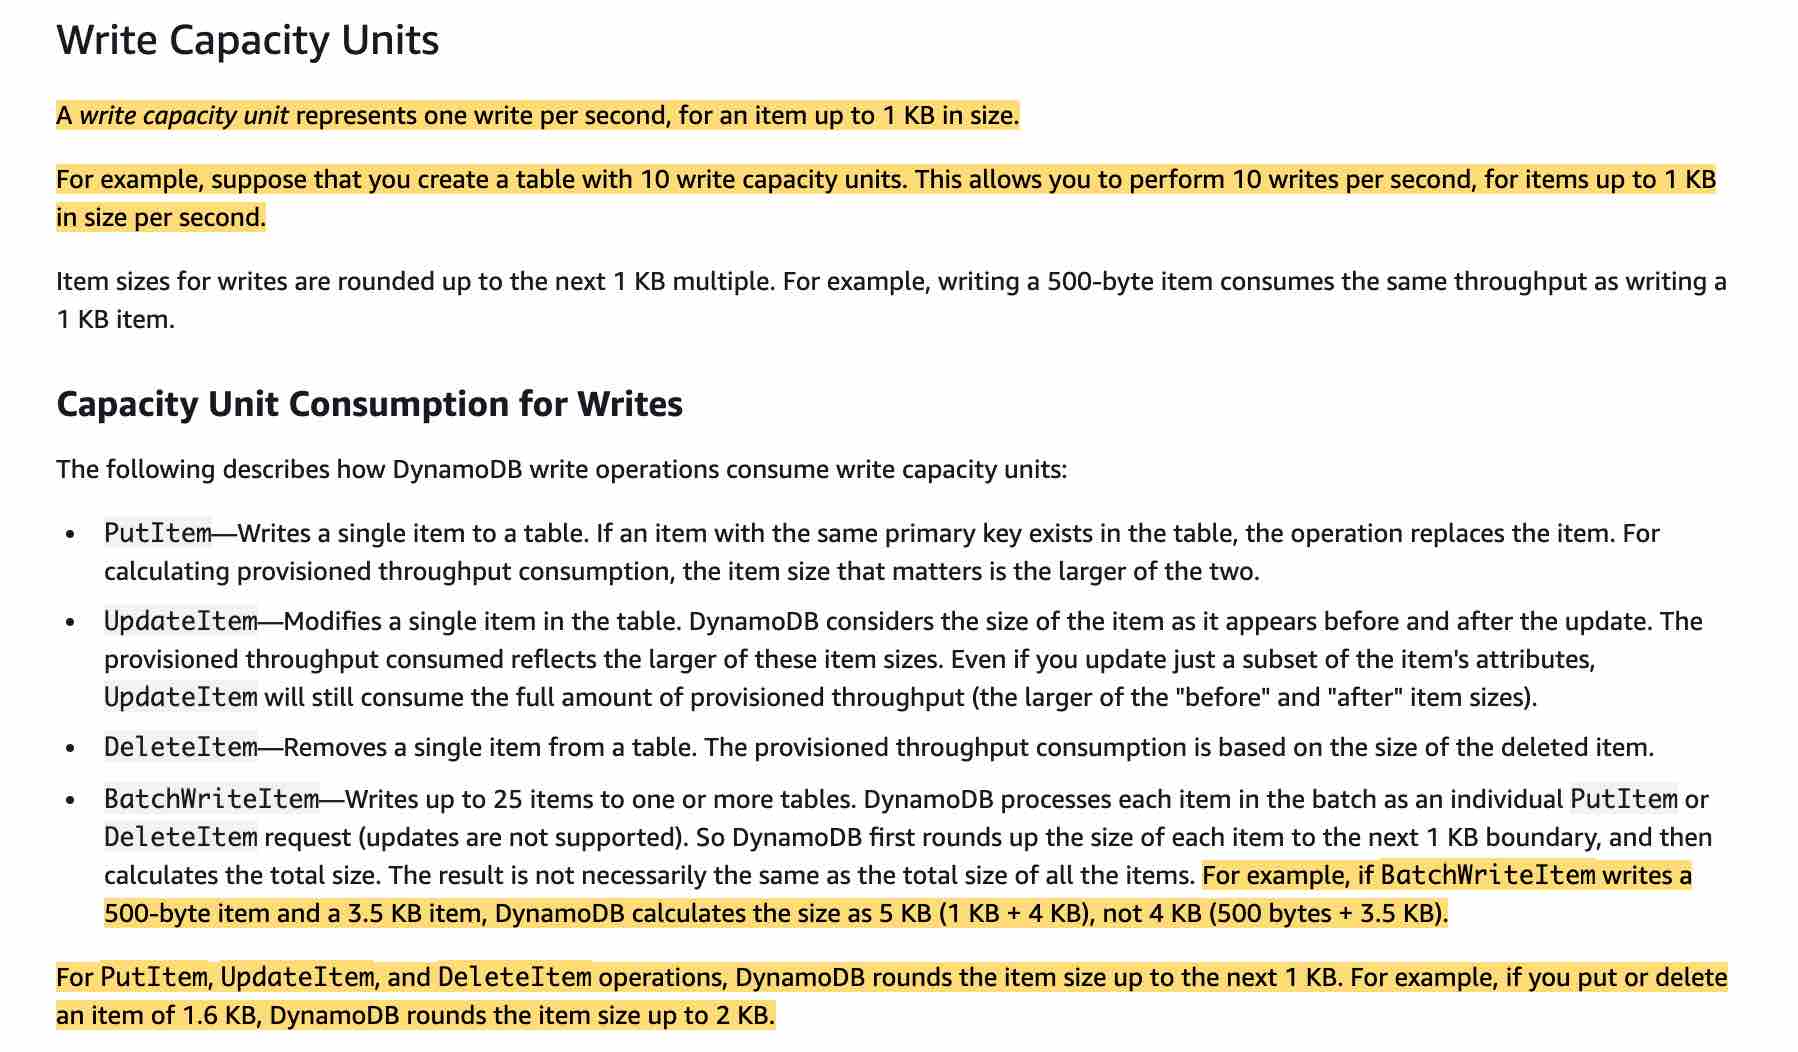 Write Capacity Units
A write capacity unit represents one write per second, for an item up to 1 KB in size.
For example, suppose that you create a table with 10 write capacity units. This allows you to perform 10 writes per second, for items up to 1 KB
in size per second.
Item sizes for writes are rounded up to the next 1 KB multiple. For example, writing a 500-byte item consumes the same throughput as writing a
1 KB item.
Capacity Unit Consumption for Writes
The following describes how DynamoDB write operations consume write capacity units:
• PutItem—Writes a single item to a table. If an item with the same primary key exists in the table, the operation replaces the item. For
calculating provisioned throughput consumption, the item size that matters is the larger of the two.
• UpdateItem—Modifies a single item in the table. DynamoDB considers the size of the item as it appears before and after the update. The
provisioned throughput consumed reflects the larger of these item sizes. Even if you update just a subset of the item's attributes,
UpdateItem will still consume the full amount of provisioned throughput (the larger of the "before" and "after" item sizes).
• DeleteItem—Removes a single item from a table. The provisioned throughput consumption is based on the size of the deleted item.
• BatchWriteItem—Writes up to 25 items to one or more tables. DynamoDB processes each item in the batch as an individual PutItem or
DeleteItem request (updates are not supported). So DynamoDB first rounds up the size of each item to the next 1 KB boundary, and then
calculates the total size. The result is not necessarily the same as the total size of all the items. For example, if BatchWriteItem writes a
500-byte item and a 3.5 KB item, DynamoDB calculates the size as 5 KB (1 KB + 4 KB), not 4 KB (500 bytes + 3.5 KB).
For PutItem, UpdateItem, and DeleteItem operations, DynamoDB rounds the item size up to the next 1 KB. For example, if you put or delete
an item of 1.6 KB, DynamoDB rounds the item size up to 2 KB.